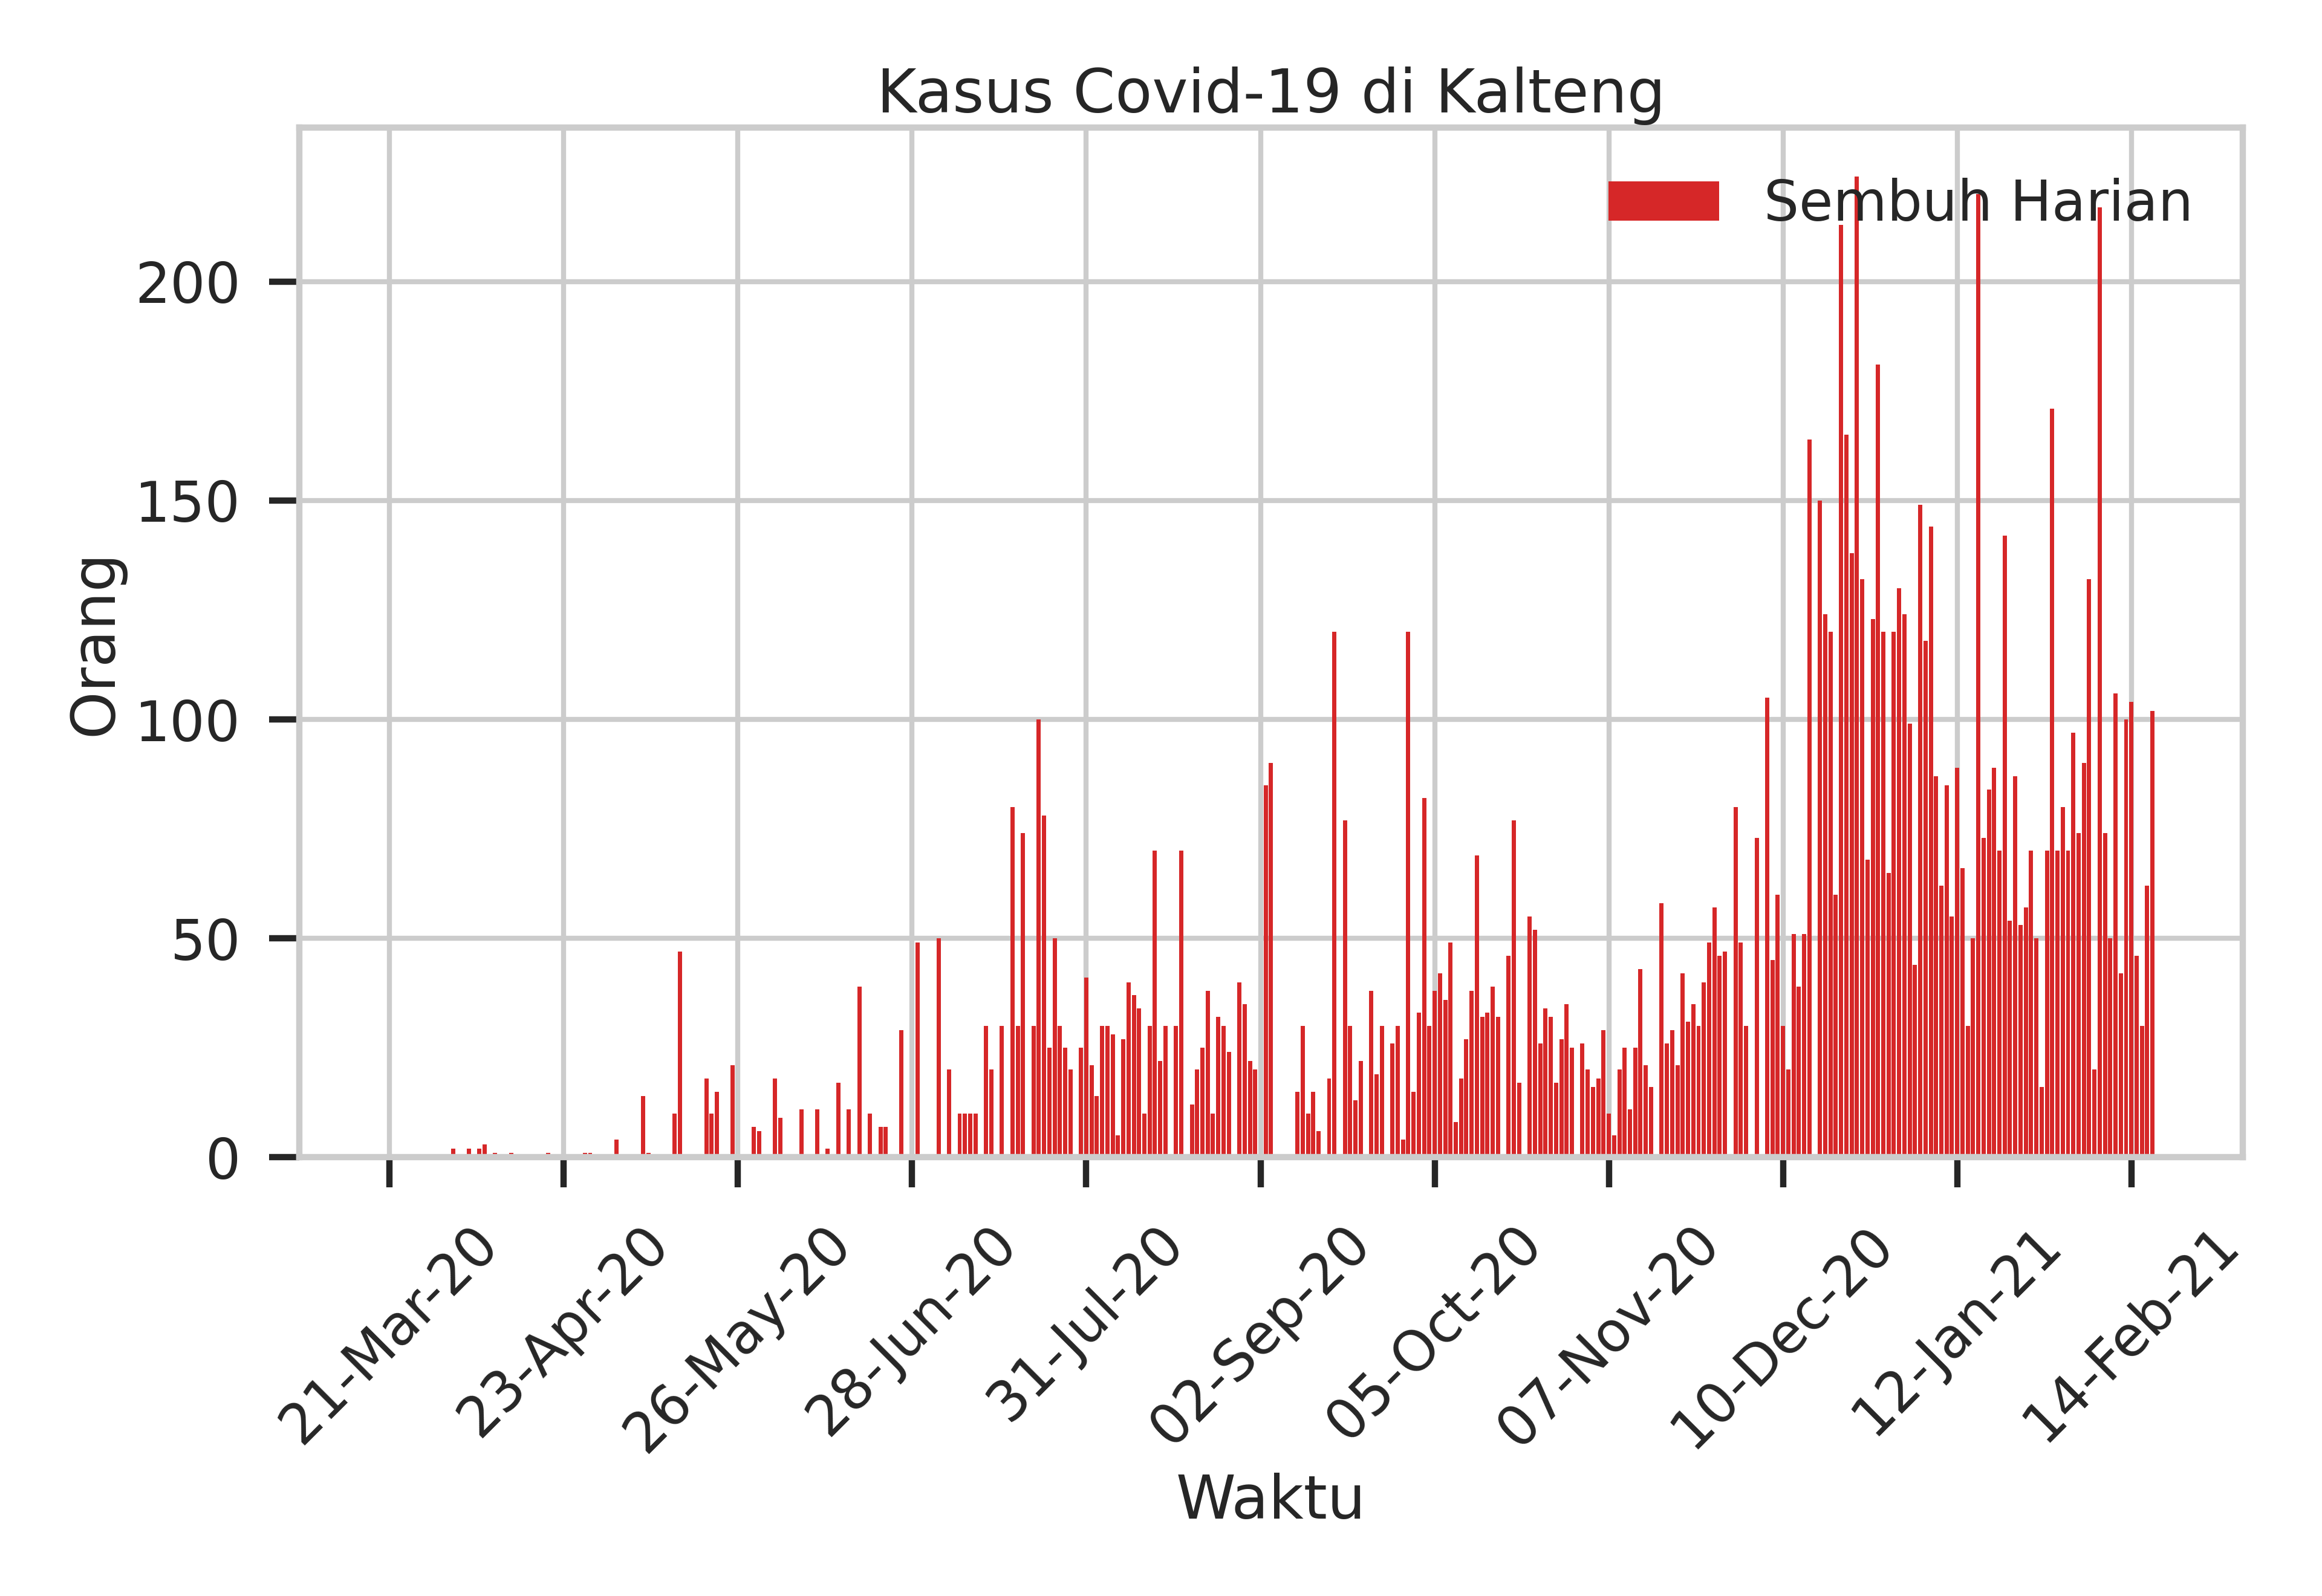 Kasus Covid-19 di Kalteng
Sembuh Harian
Orang
200
150
100
50
0
21-Mar-20
23-Apr-20
26-May-20
28-Jun-20
31-Jul-20
02-Sep-20
05-Oct-20
07-Nov-20
10-Dec-20
12-Jan-21
14-Feb-21
Waktu